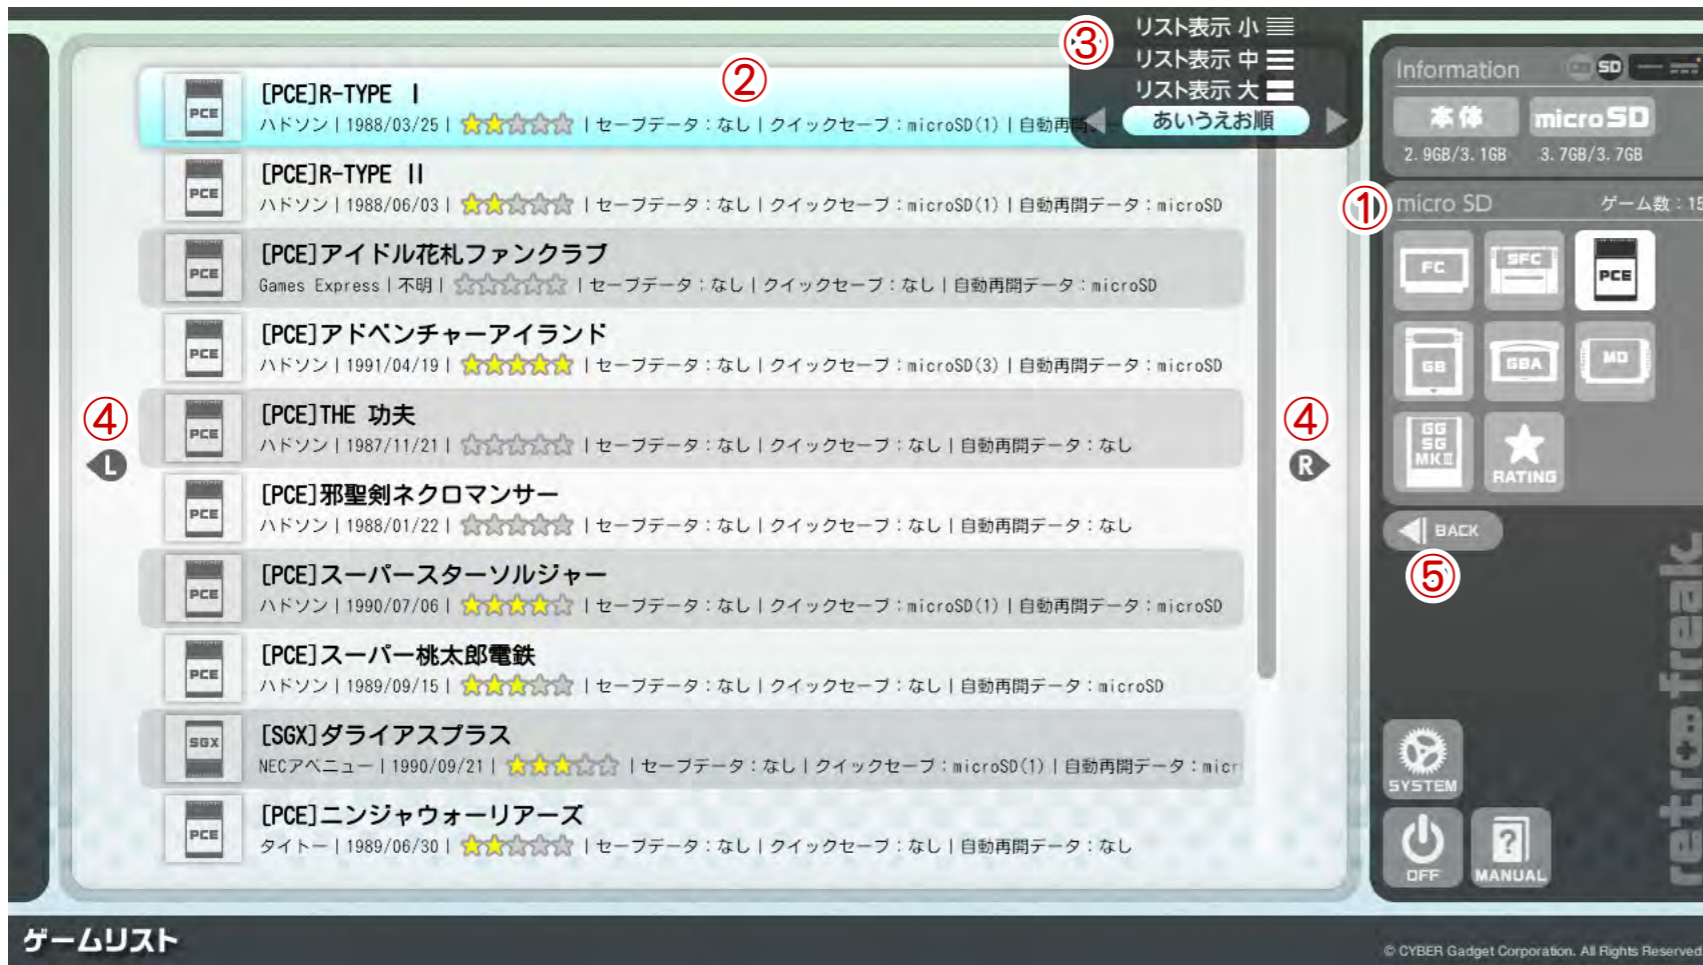 リスト表示 小
③
リスト表示 中
リスト表示 大
あいうえお順
②
[PCE]R-TYPE Ⅰ
PCE
ハドソン | 1988/03/25 | セーブデータ：なし | クイックセーブ：microSD(1) | 自動再
[PCE]R-TYPE Ⅱ
PCE
ハドソン | 1988/06/03 | セーブデータ：なし | クイックセーブ：microSD(1) | 自動再開データ：microSD
[PCE]アイドル花札ファンクラブ
PCE
Games Express | 不明 | セーブデータ：なし | クイックセーブ：なし | 自動再開データ：microSD
[PCE]アドベンチャーアイランド
PCE
ハドソン | 1991/04/19 | セーブデータ：なし | クイックセーブ：microSD(3) | 自動再開データ：microSD
[PCE]THE 功夫
PCE
ハドソン | 1987/11/21 | セーブデータ：なし | クイックセーブ：なし | 自動再開データ：なし
[PCE]邪聖剣ネクロマンサー
PCE
ハドソン | 1988/01/22 | セーブデータ：なし | クイックセーブ：なし | 自動再開データ：なし
[PCE]スーパースターソルジャー
PCE
ハドソン | 1990/07/06 | セーブデータ：なし | クイックセーブ：microSD(1) | 自動再開データ：microSD
[PCE]スーパー桃太郎電鉄
PCE
ハドソン | 1989/09/15 | セーブデータ：なし | クイックセーブ：なし | 自動再開データ：microSD
[SGX]ダライアスプラス
SGX
NECアベニュー | 1990/09/21 | セーブデータ：なし | クイックセーブ：microSD(1) | 自動再開データ：micr
[PCE]ニンジャウォーリアーズ
PCE
タイトー | 1989/06/30 | セーブデータ：なし | クイックセーブ：なし | 自動再開データ：なし
④
L
④
R
Information SD
本体 microSD
2.9GB/3.1GB 3.7GB/3.7GB
①
micro SD ゲーム数：15
FC SFC PCE
GB GBA MD
GG
SG
MKⅢ
RATING
BACK
⑤
SYSTEM
OFF MANUAL
retro freak
ゲームリスト
© CYBER Gadget Corporation. All Rights Reserved